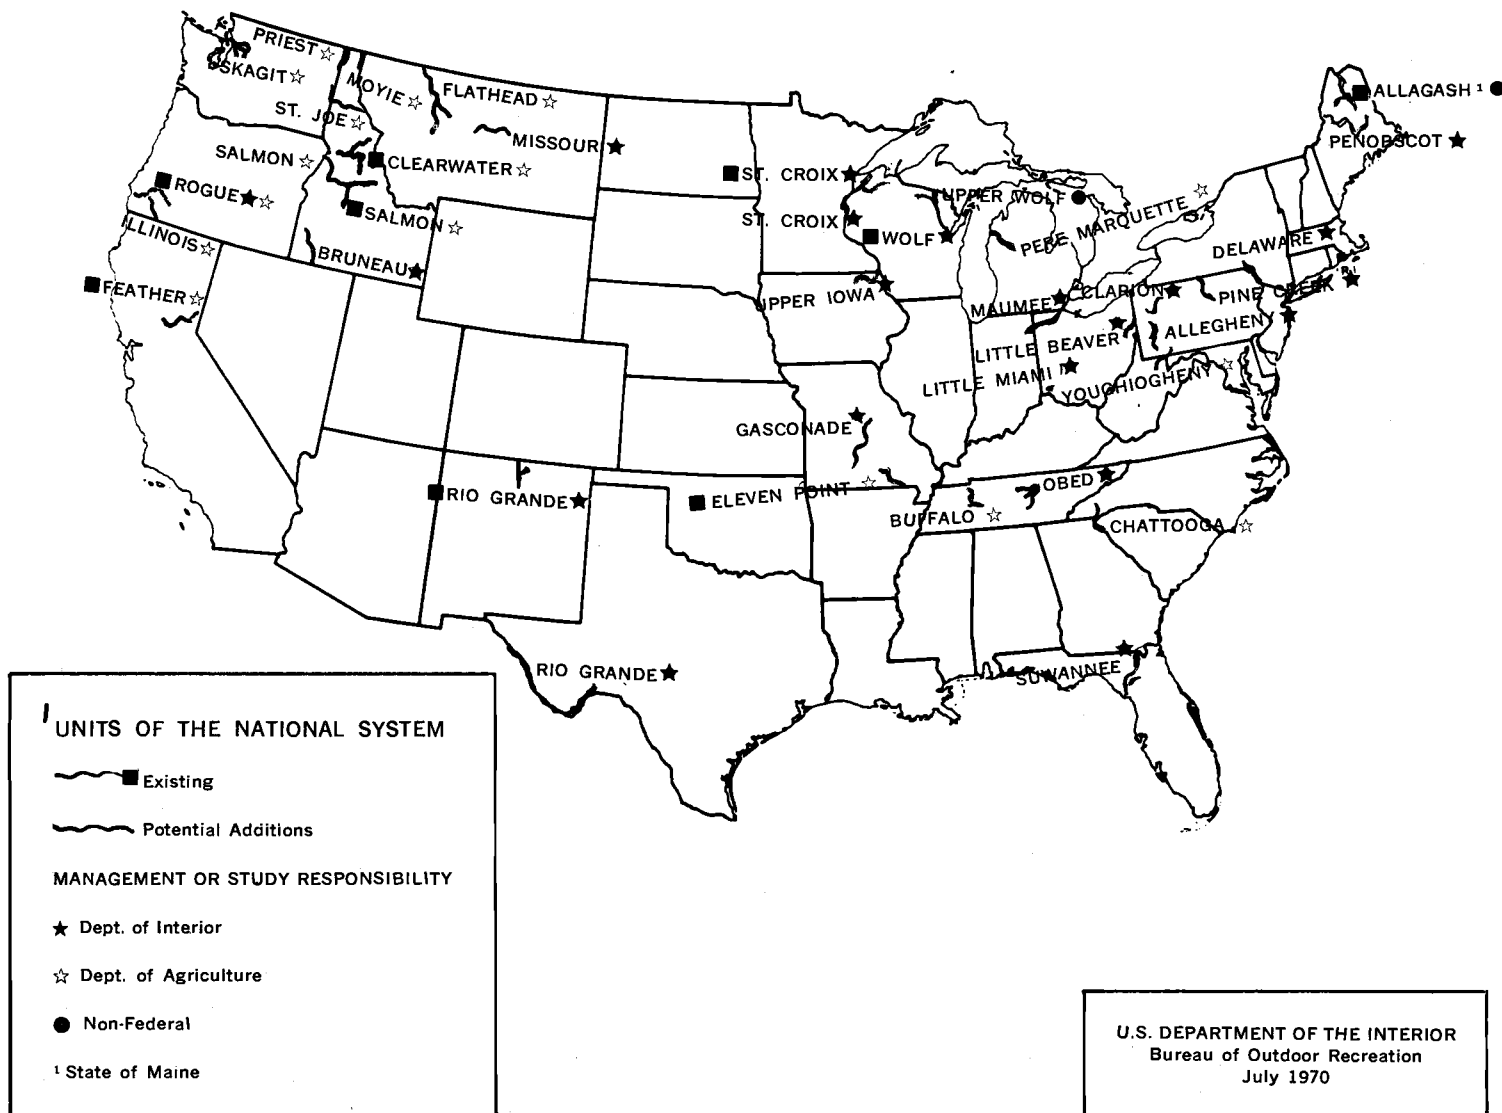 PRIEST
SKAGIT
MOYIE
FLATHEAD
ALLAGASH ¹
ST. JOE
MISSOURI
PENOBSCOT
SALMON
CLEARWATER
ST. CROIX
ROGUE
UPPER WOLF
PERE MARQUETTE
SALMON
ST. CROIX
ILLINOIS
WOLF
DELAWARE
BRUNEAU
FEATHER
UPPER IOWA
MAUMEE
CLARION
PINE CREEK
R.I.
LITTLE BEAVER
ALLEGHENY
LITTLE MIAMI
YOUGHIOGHENY
GASCONADE
RIO GRANDE
ELEVEN POINT
OBED
BUFFALO
CHATTOOGA
RIO GRANDE
SUWANNEE
UNITS OF THE NATIONAL SYSTEM
Existing
Potential Additions
MANAGEMENT OR STUDY RESPONSIBILITY
Dept. of Interior
Dept. of Agriculture
Non-Federal
¹ State of Maine
U.S. DEPARTMENT OF THE INTERIOR
Bureau of Outdoor Recreation
July 1970